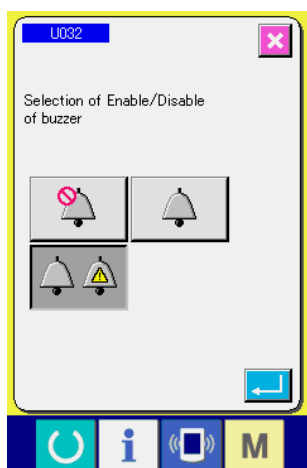 U032
Selection of Enable/Disable
of buzzer
i
M